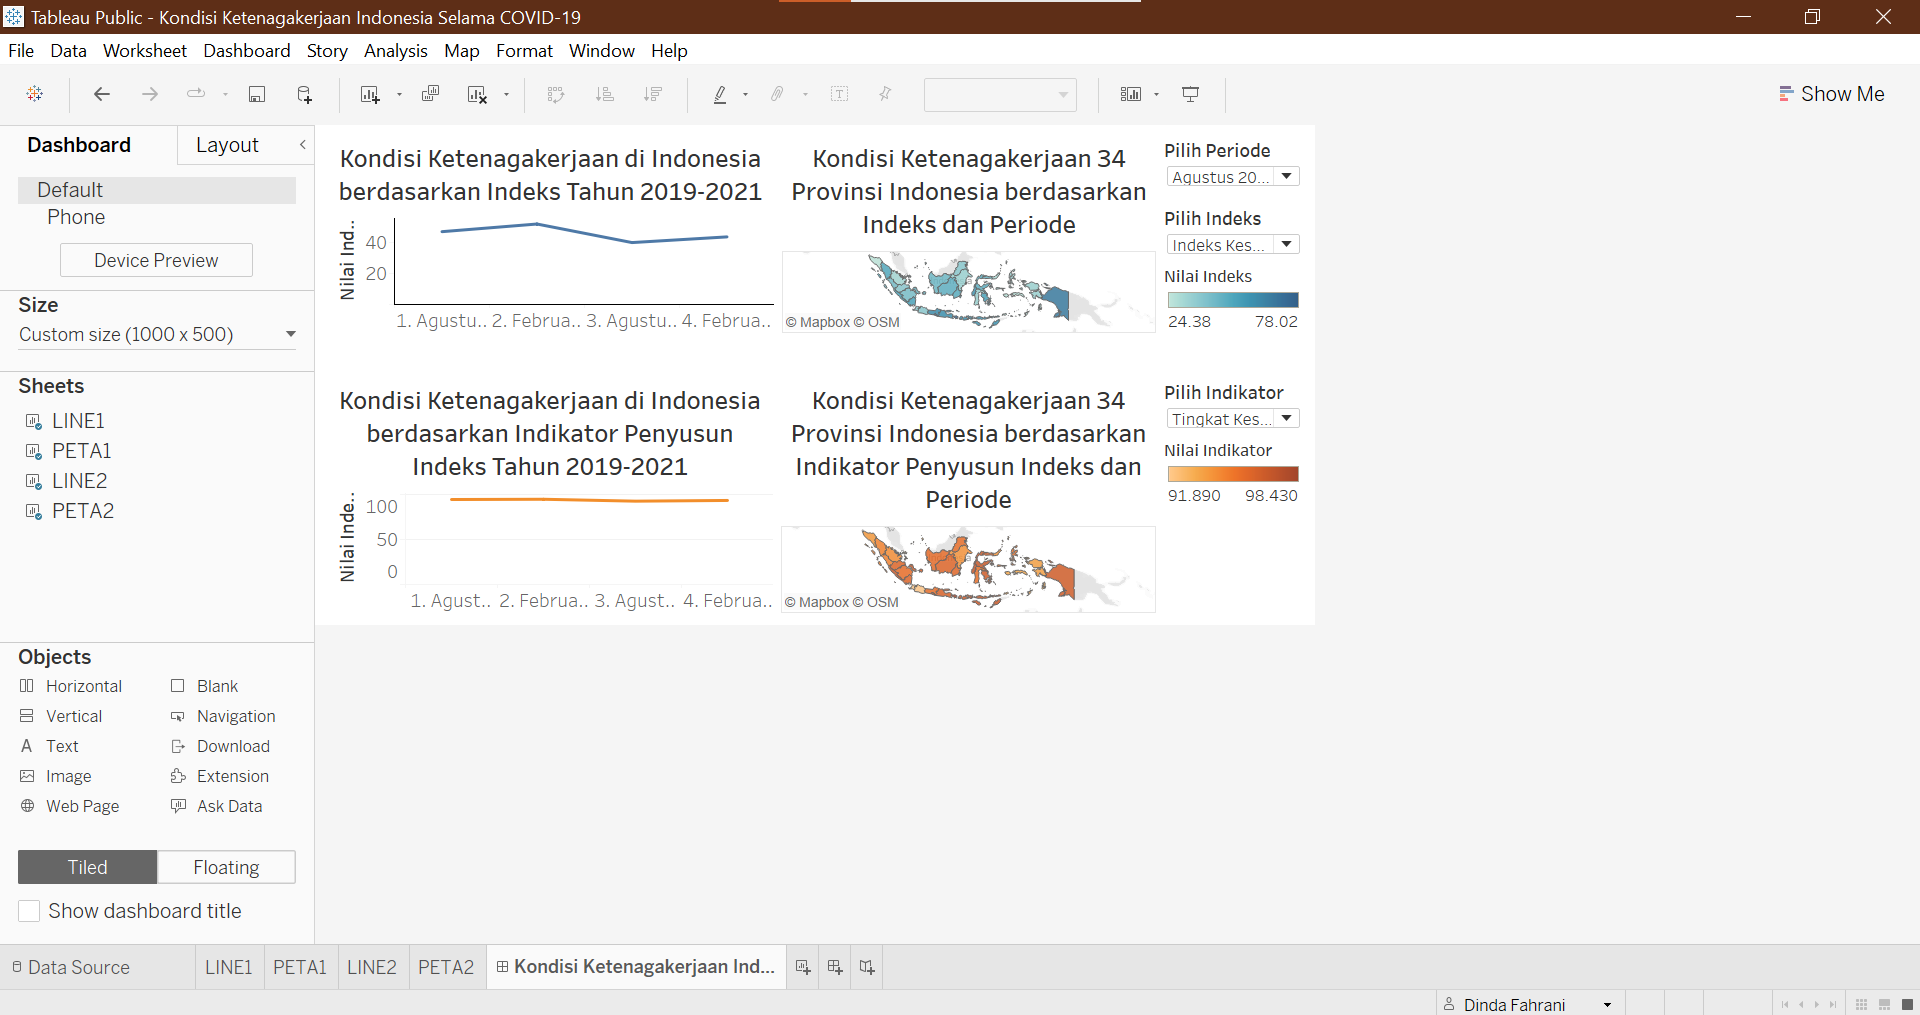 Tableau Public - Kondisi Ketenagakerjaan Indonesia Selama COVID-19
File Data Worksheet Dashboard Story Analysis Map Format Window Help
Show Me
Dashboard Layout
Default
Phone
Device Preview
Size
Custom size (1000 x 500)
Sheets
LINE1
PETA1
LINE2
PETA2
Objects
Horizontal Blank
Vertical Navigation
Text Download
Image Extension
Web Page Ask Data
Tiled Floating
Show dashboard title
Kondisi Ketenagakerjaan di Indonesia
berdasarkan Indeks Tahun 2019-2021
Nilai Ind..
40
20
1. Agustu.. 2. Februa.. 3. Agustu.. 4. Februa..
Kondisi Ketenagakerjaan 34
Provinsi Indonesia berdasarkan
Indeks dan Periode
© Mapbox © OSM
Pilih Periode
Agustus 20...
Pilih Indeks
Indeks Kes...
Nilai Indeks
24.38 78.02
Kondisi Ketenagakerjaan di Indonesia
berdasarkan Indikator Penyusun
Indeks Tahun 2019-2021
Nilai Inde..
100
50
0
1. Agust.. 2. Februa.. 3. Agust.. 4. Februa..
Kondisi Ketenagakerjaan 34
Provinsi Indonesia berdasarkan
Indikator Penyusun Indeks dan
Periode
© Mapbox © OSM
Pilih Indikator
Tingkat Kes...
Nilai Indikator
91.890 98.430
Data Source LINE1 PETA1 LINE2 PETA2 Kondisi Ketenagakerjaan Ind...
Dinda Fahrani